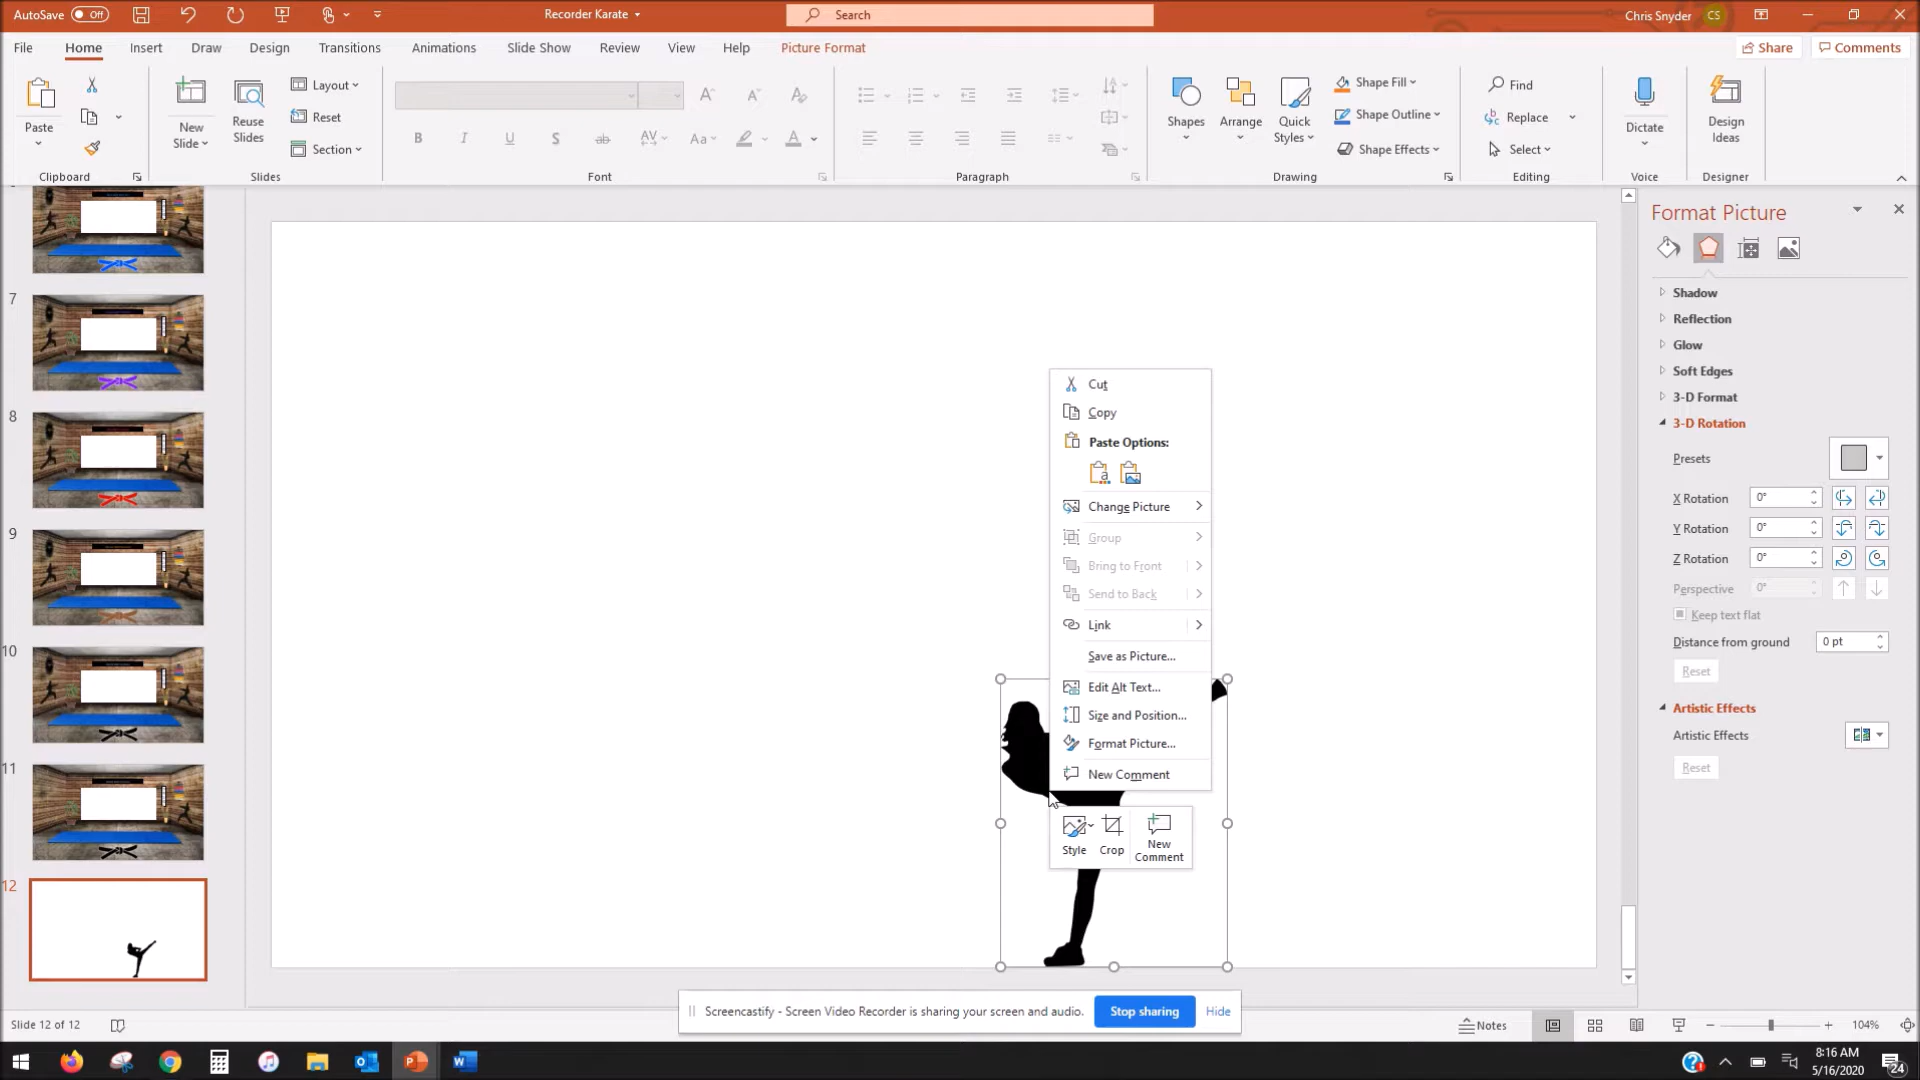 AutoSave Off
Recorder Karate
Search
Chris Snyder CS
File Home Insert Draw Design Transitions Animations Slide Show Review View Help Picture Format
Share Comments
Paste
New Slide
Reuse Slides
Layout
Reset
Section
B I U S ab AV Aa A
Shapes
Arrange
Quick Styles
Shape Fill
Shape Outline
Shape Effects
Find
Replace
Select
Dictate
Design Ideas
Clipboard Slides Font Paragraph Drawing Editing Voice Designer
7
8
9
10
11
12
Cut
Copy
Paste Options:
Change Picture
Group
Bring to Front
Send to Back
Link
Save as Picture...
Edit Alt Text...
Size and Position...
Format Picture...
New Comment
Style
Crop
New Comment
Format Picture
Shadow
Reflection
Glow
Soft Edges
3-D Format
3-D Rotation
Presets
X Rotation 0°
Y Rotation 0°
Z Rotation 0°
Perspective 0°
Keep text flat
Distance from ground 0 pt
Reset
Artistic Effects
Artistic Effects
Reset
Screencastify - Screen Video Recorder is sharing your screen and audio. Stop sharing Hide
Slide 12 of 12
Notes
104%
8:16 AM
5/16/2020
24